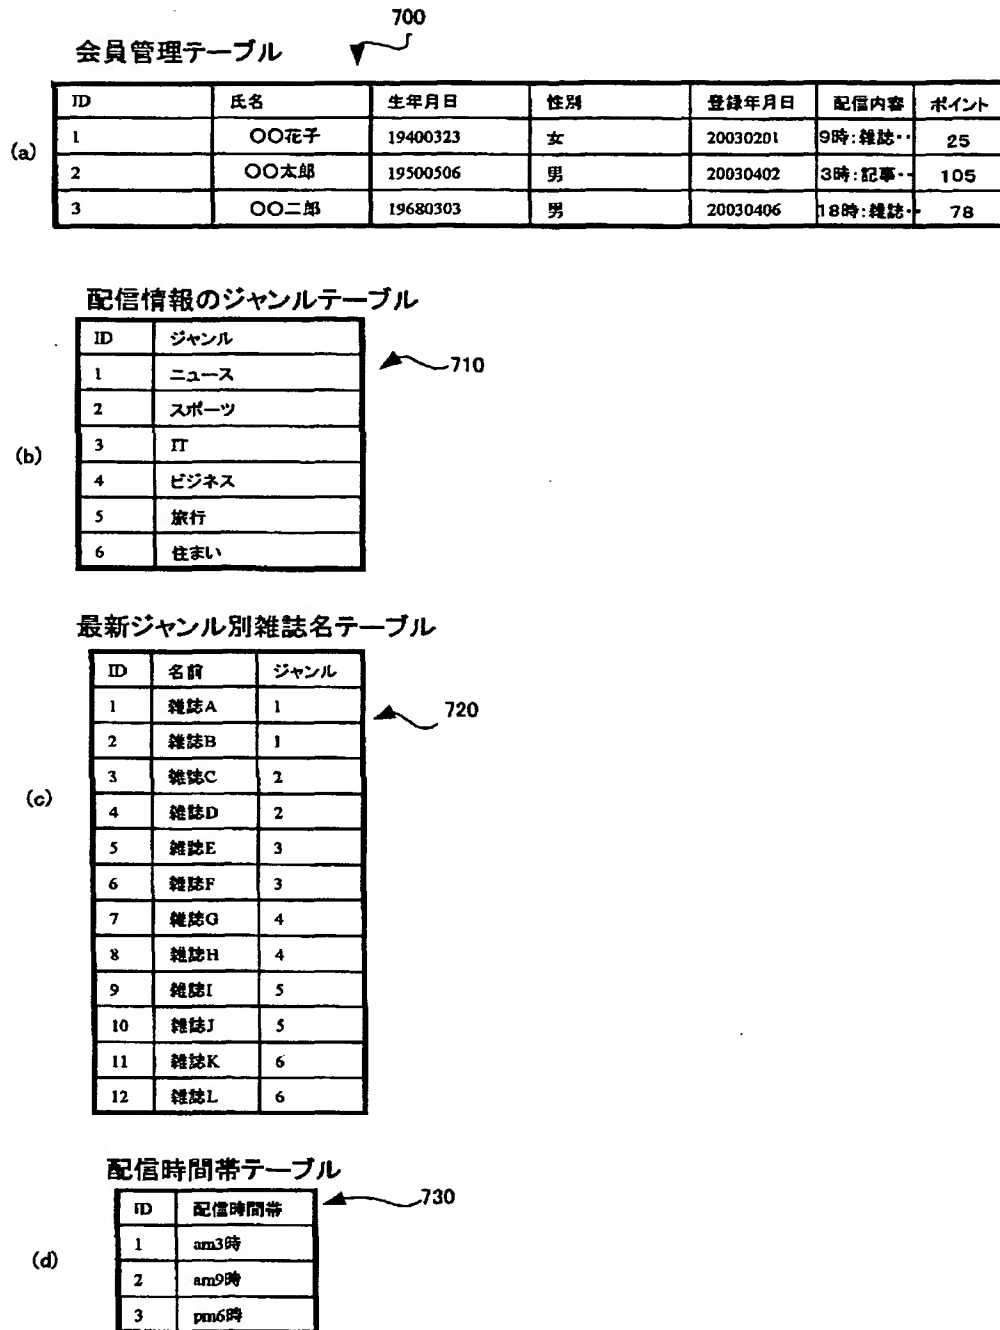 700
会員管理テーブル
ID 氏名 生年月日 性別 登録年月日 配信内容 ポイント
(a)
1 〇〇花子 19400323 女 20030201 9時:雑誌‥ 25
2 〇〇太郎 19500506 男 20030402 3時:記事‥ 105
3 〇〇二郎 19680303 男 20030406 18時:雑誌‥ 78
配信情報のジャンルテーブル
710
ID ジャンル
1 ニュース
2 スポーツ
(b)
3 IT
4 ビジネス
5 旅行
6 住まい
最新ジャンル別雑誌名テーブル
720
ID 名前 ジャンル
1 雑誌A 1
2 雑誌B 1
3 雑誌C 2
(c)
4 雑誌D 2
5 雑誌E 3
6 雑誌F 3
7 雑誌G 4
8 雑誌H 4
9 雑誌I 5
10 雑誌J 5
11 雑誌K 6
12 雑誌L 6
配信時間帯テーブル
730
ID 配信時間帯
(d)
1 am3時
2 am9時
3 pm6時